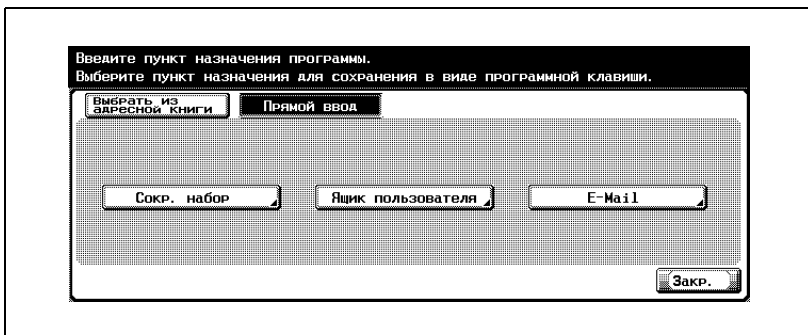 Введите пункт назначения программы.
Выберите пункт назначения для сохранения в виде программной клавиши.
Выбрать из
адресной книги
Прямой ввод
Сокр. набор
Ящик пользователя
E-Mail
Закр.